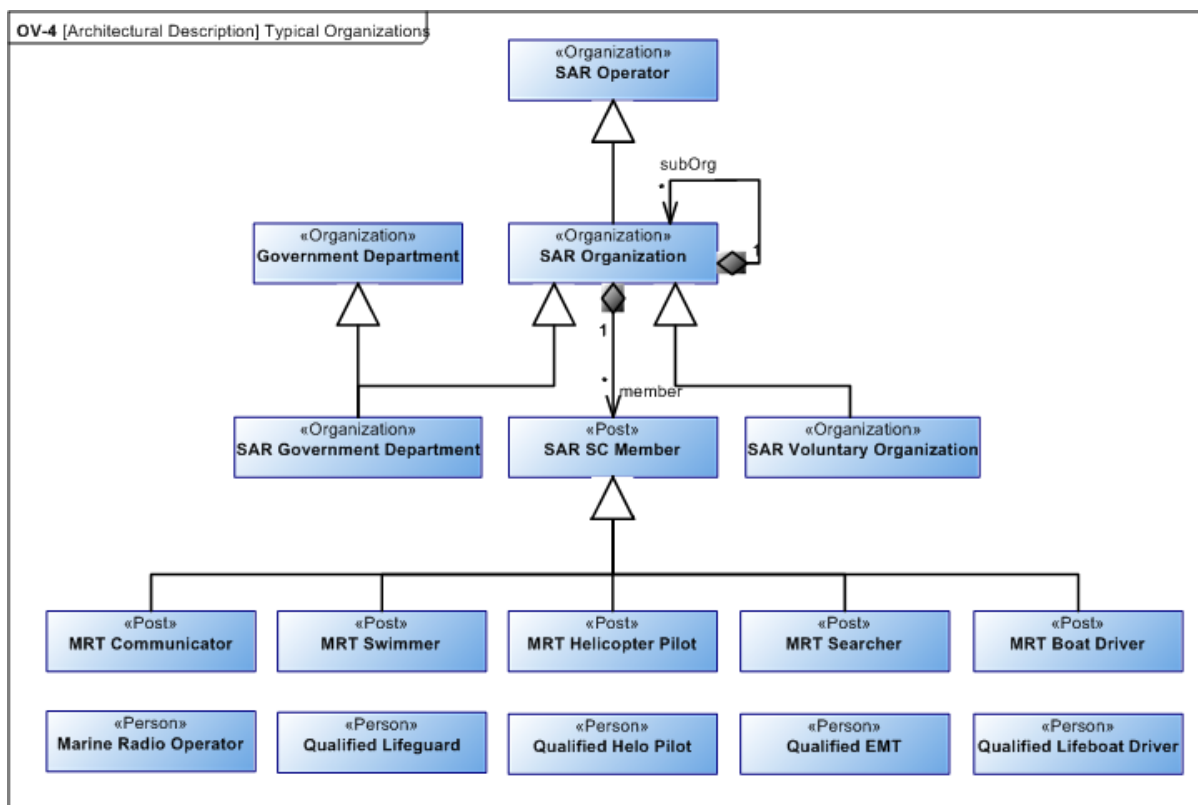 OV-4 [Architectural Description] Typical Organizations
«Organization»
SAR Operator
subOrg
*
«Organization»
Government Department
«Organization»
SAR Organization
1
1
*
member
«Organization»
SAR Government Department
«Post»
SAR SC Member
«Organization»
SAR Voluntary Organization
«Post»
MRT Communicator
«Post»
MRT Swimmer
«Post»
MRT Helicopter Pilot
«Post»
MRT Searcher
«Post»
MRT Boat Driver
«Person»
Marine Radio Operator
«Person»
Qualified Lifeguard
«Person»
Qualified Helo Pilot
«Person»
Qualified EMT
«Person»
Qualified Lifeboat Driver